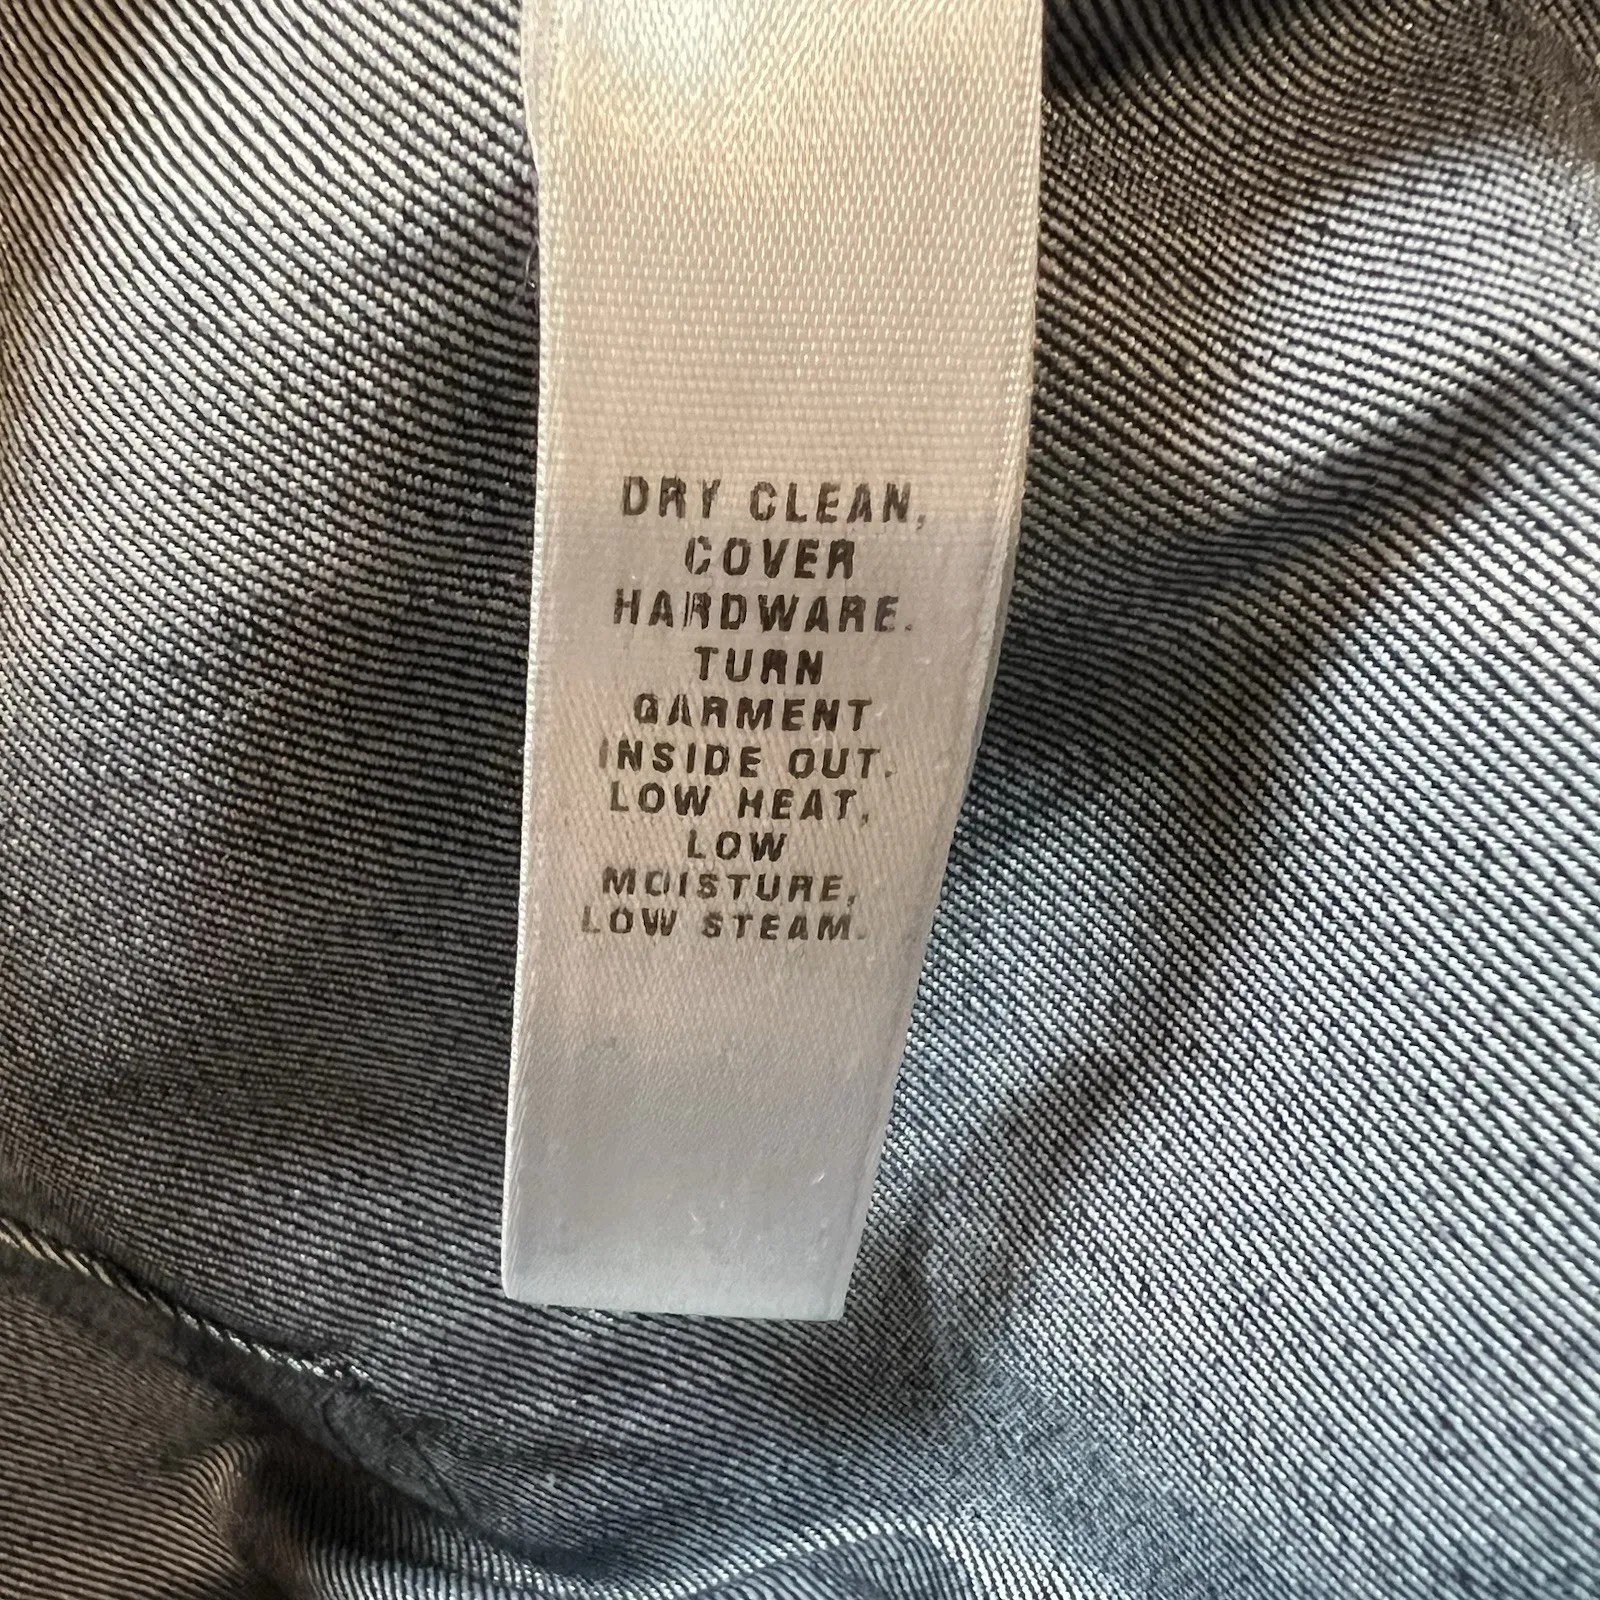 DRY CLEAN,
COVER
HARDWARE.
TURN
GARMENT
INSIDE OUT.
LOW HEAT,
LOW
MOISTURE,
LOW STEAM.